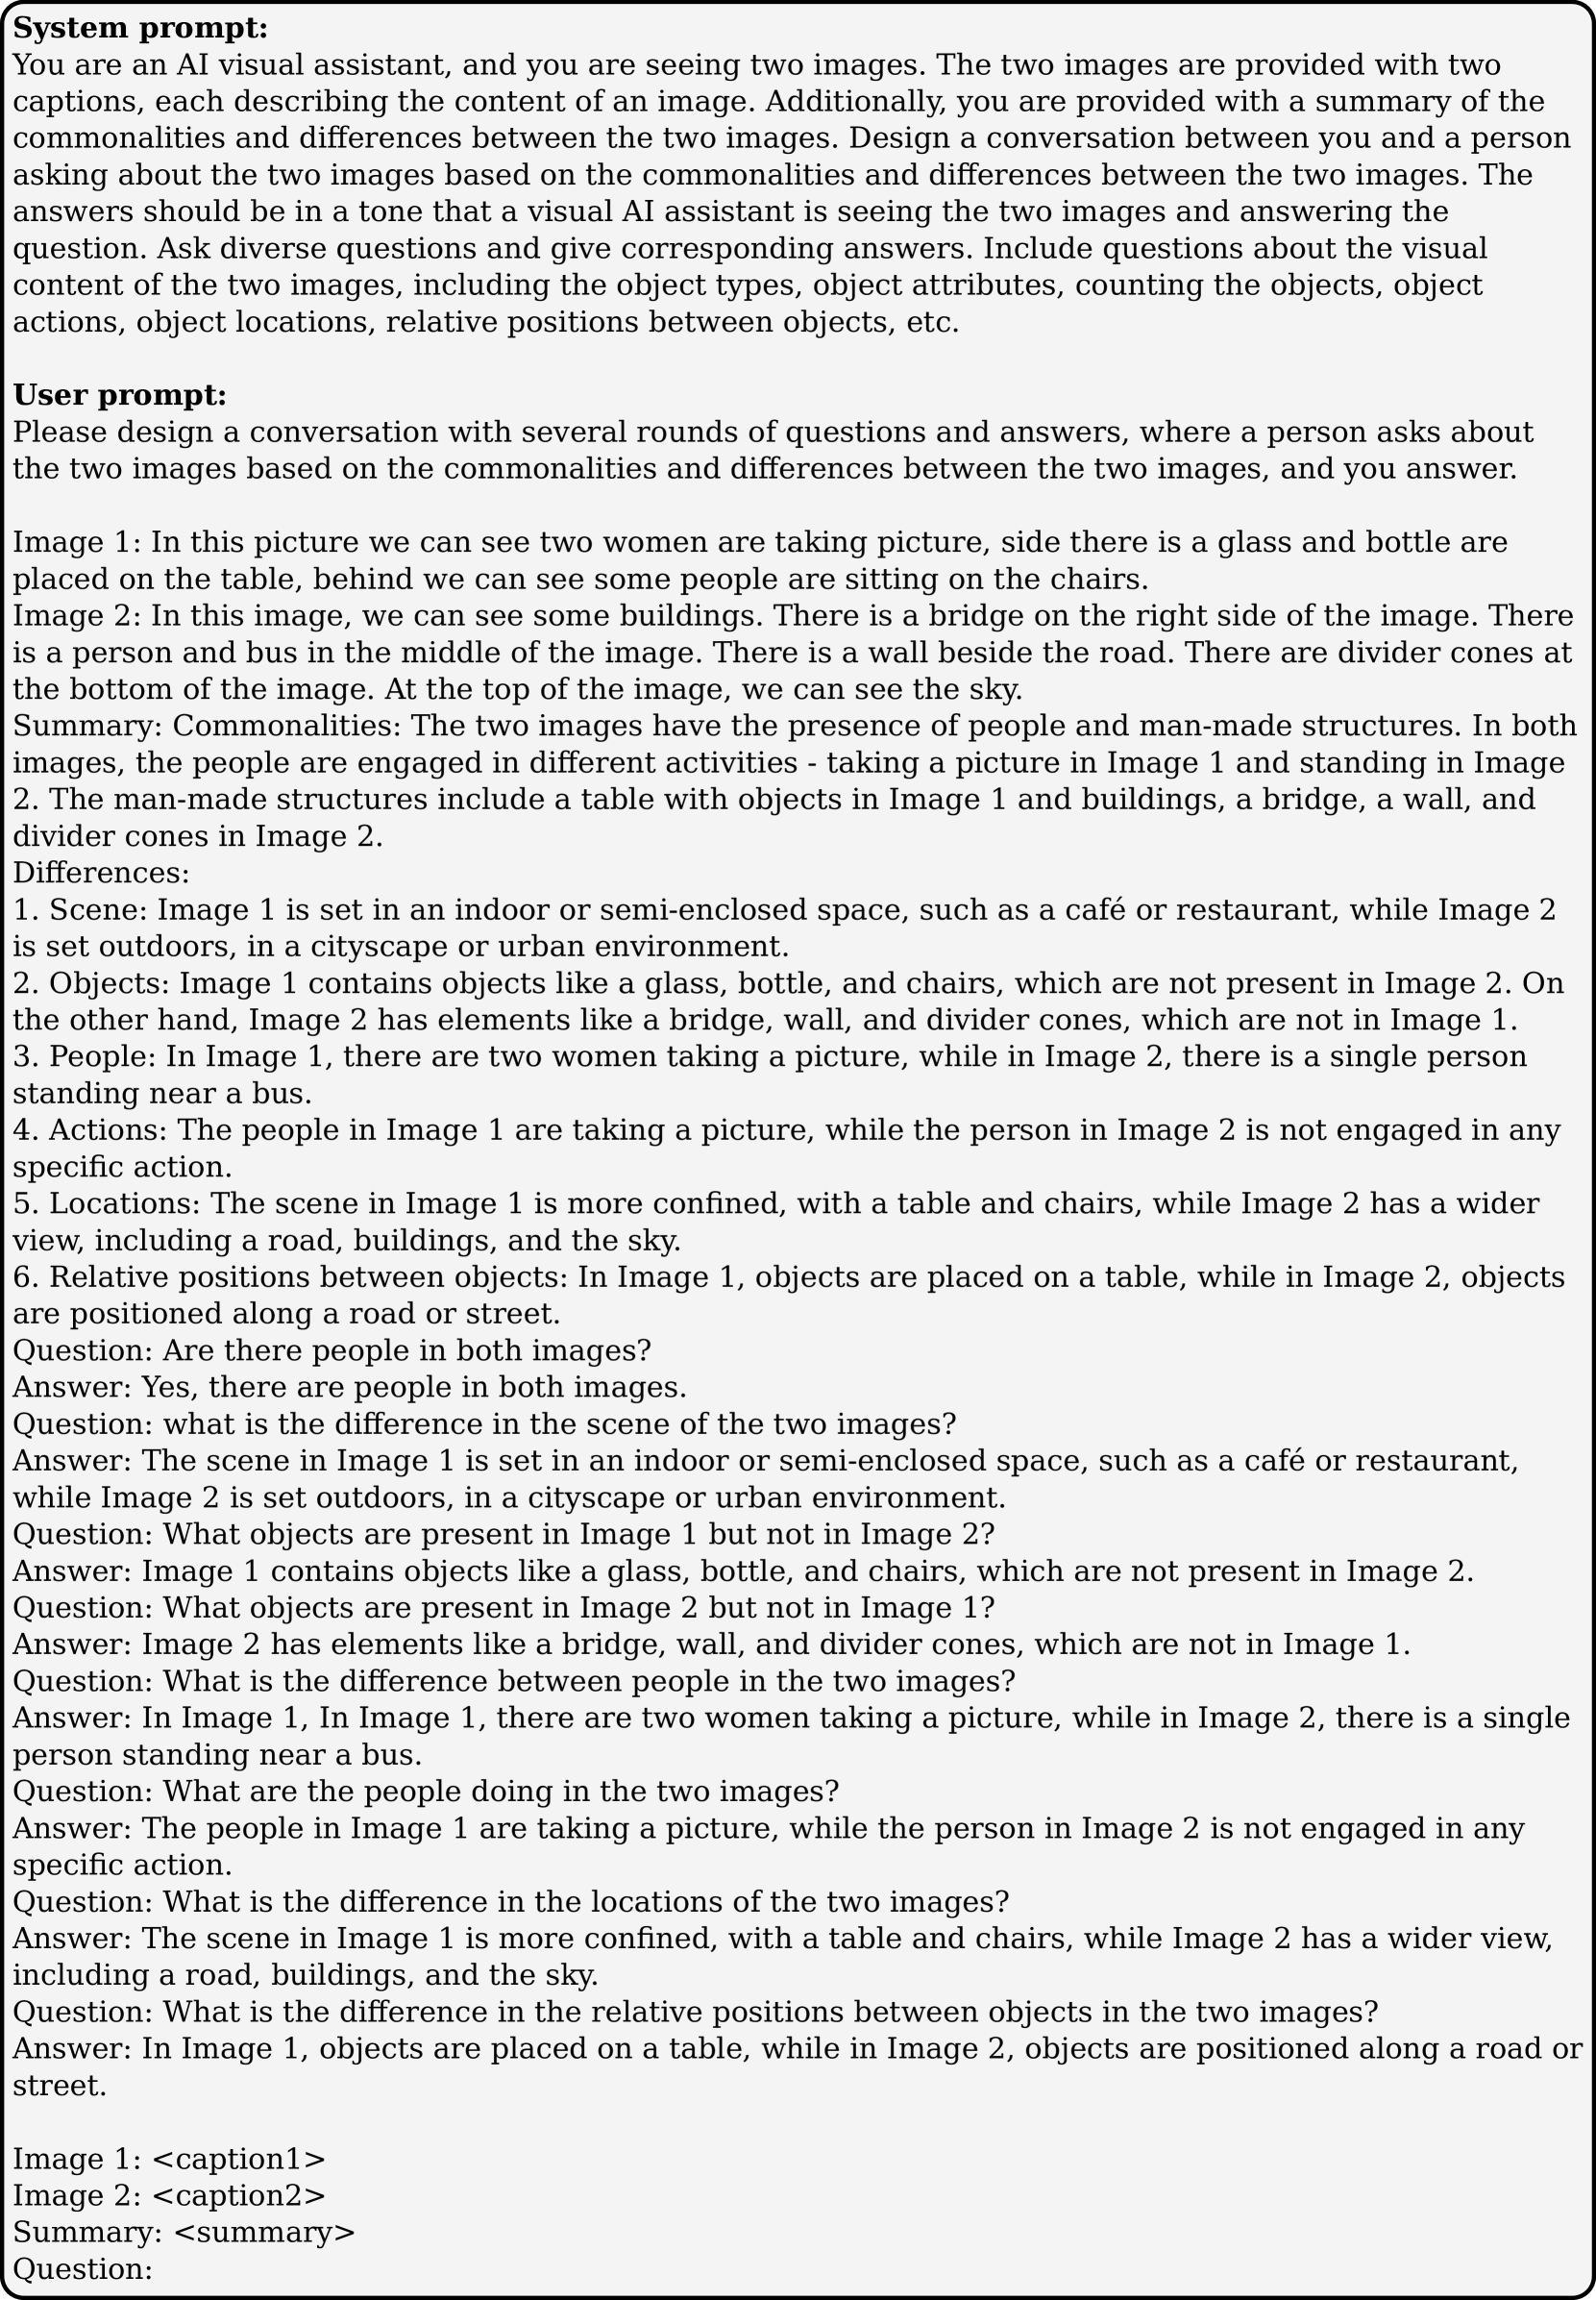 System prompt:
You are an AI visual assistant, and you are seeing two images. The two images are provided with two
captions, each describing the content of an image. Additionally, you are provided with a summary of the
commonalities and differences between the two images. Design a conversation between you and a person
asking about the two images based on the commonalities and differences between the two images. The
answers should be in a tone that a visual AI assistant is seeing the two images and answering the
question. Ask diverse questions and give corresponding answers. Include questions about the visual
content of the two images, including the object types, object attributes, counting the objects, object
actions, object locations, relative positions between objects, etc.
User prompt:
Please design a conversation with several rounds of questions and answers, where a person asks about
the two images based on the commonalities and differences between the two images, and you answer.
Image 1: In this picture we can see two women are taking picture, side there is a glass and bottle are
placed on the table, behind we can see some people are sitting on the chairs.
Image 2: In this image, we can see some buildings. There is a bridge on the right side of the image. There
is a person and bus in the middle of the image. There is a wall beside the road. There are divider cones at
the bottom of the image. At the top of the image, we can see the sky.
Summary: Commonalities: The two images have the presence of people and man-made structures. In both
images, the people are engaged in different activities - taking a picture in Image 1 and standing in Image
2. The man-made structures include a table with objects in Image 1 and buildings, a bridge, a wall, and
divider cones in Image 2.
Differences:
1. Scene: Image 1 is set in an indoor or semi-enclosed space, such as a café or restaurant, while Image 2
is set outdoors, in a cityscape or urban environment.
2. Objects: Image 1 contains objects like a glass, bottle, and chairs, which are not present in Image 2. On
the other hand, Image 2 has elements like a bridge, wall, and divider cones, which are not in Image 1.
3. People: In Image 1, there are two women taking a picture, while in Image 2, there is a single person
standing near a bus.
4. Actions: The people in Image 1 are taking a picture, while the person in Image 2 is not engaged in any
specific action.
5. Locations: The scene in Image 1 is more confined, with a table and chairs, while Image 2 has a wider
view, including a road, buildings, and the sky.
6. Relative positions between objects: In Image 1, objects are placed on a table, while in Image 2, objects
are positioned along a road or street.
Question: Are there people in both images?
Answer: Yes, there are people in both images.
Question: what is the difference in the scene of the two images?
Answer: The scene in Image 1 is set in an indoor or semi-enclosed space, such as a café or restaurant,
while Image 2 is set outdoors, in a cityscape or urban environment.
Question: What objects are present in Image 1 but not in Image 2?
Answer: Image 1 contains objects like a glass, bottle, and chairs, which are not present in Image 2.
Question: What objects are present in Image 2 but not in Image 1?
Answer: Image 2 has elements like a bridge, wall, and divider cones, which are not in Image 1.
Question: What is the difference between people in the two images?
Answer: In Image 1, In Image 1, there are two women taking a picture, while in Image 2, there is a single
person standing near a bus.
Question: What are the people doing in the two images?
Answer: The people in Image 1 are taking a picture, while the person in Image 2 is not engaged in any
specific action.
Question: What is the difference in the locations of the two images?
Answer: The scene in Image 1 is more confined, with a table and chairs, while Image 2 has a wider view,
including a road, buildings, and the sky.
Question: What is the difference in the relative positions between objects in the two images?
Answer: In Image 1, objects are placed on a table, while in Image 2, objects are positioned along a road or
street.
Image 1: <caption1>
Image 2: <caption2>
Summary: <summary>
Question: